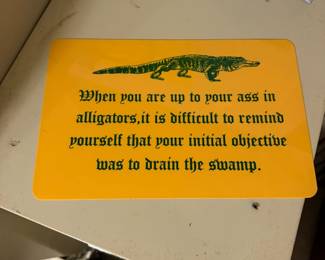 When you are up to your ass in
alligators,it is difficult to remind
yourself that your initial objective
was to drain the swamp.